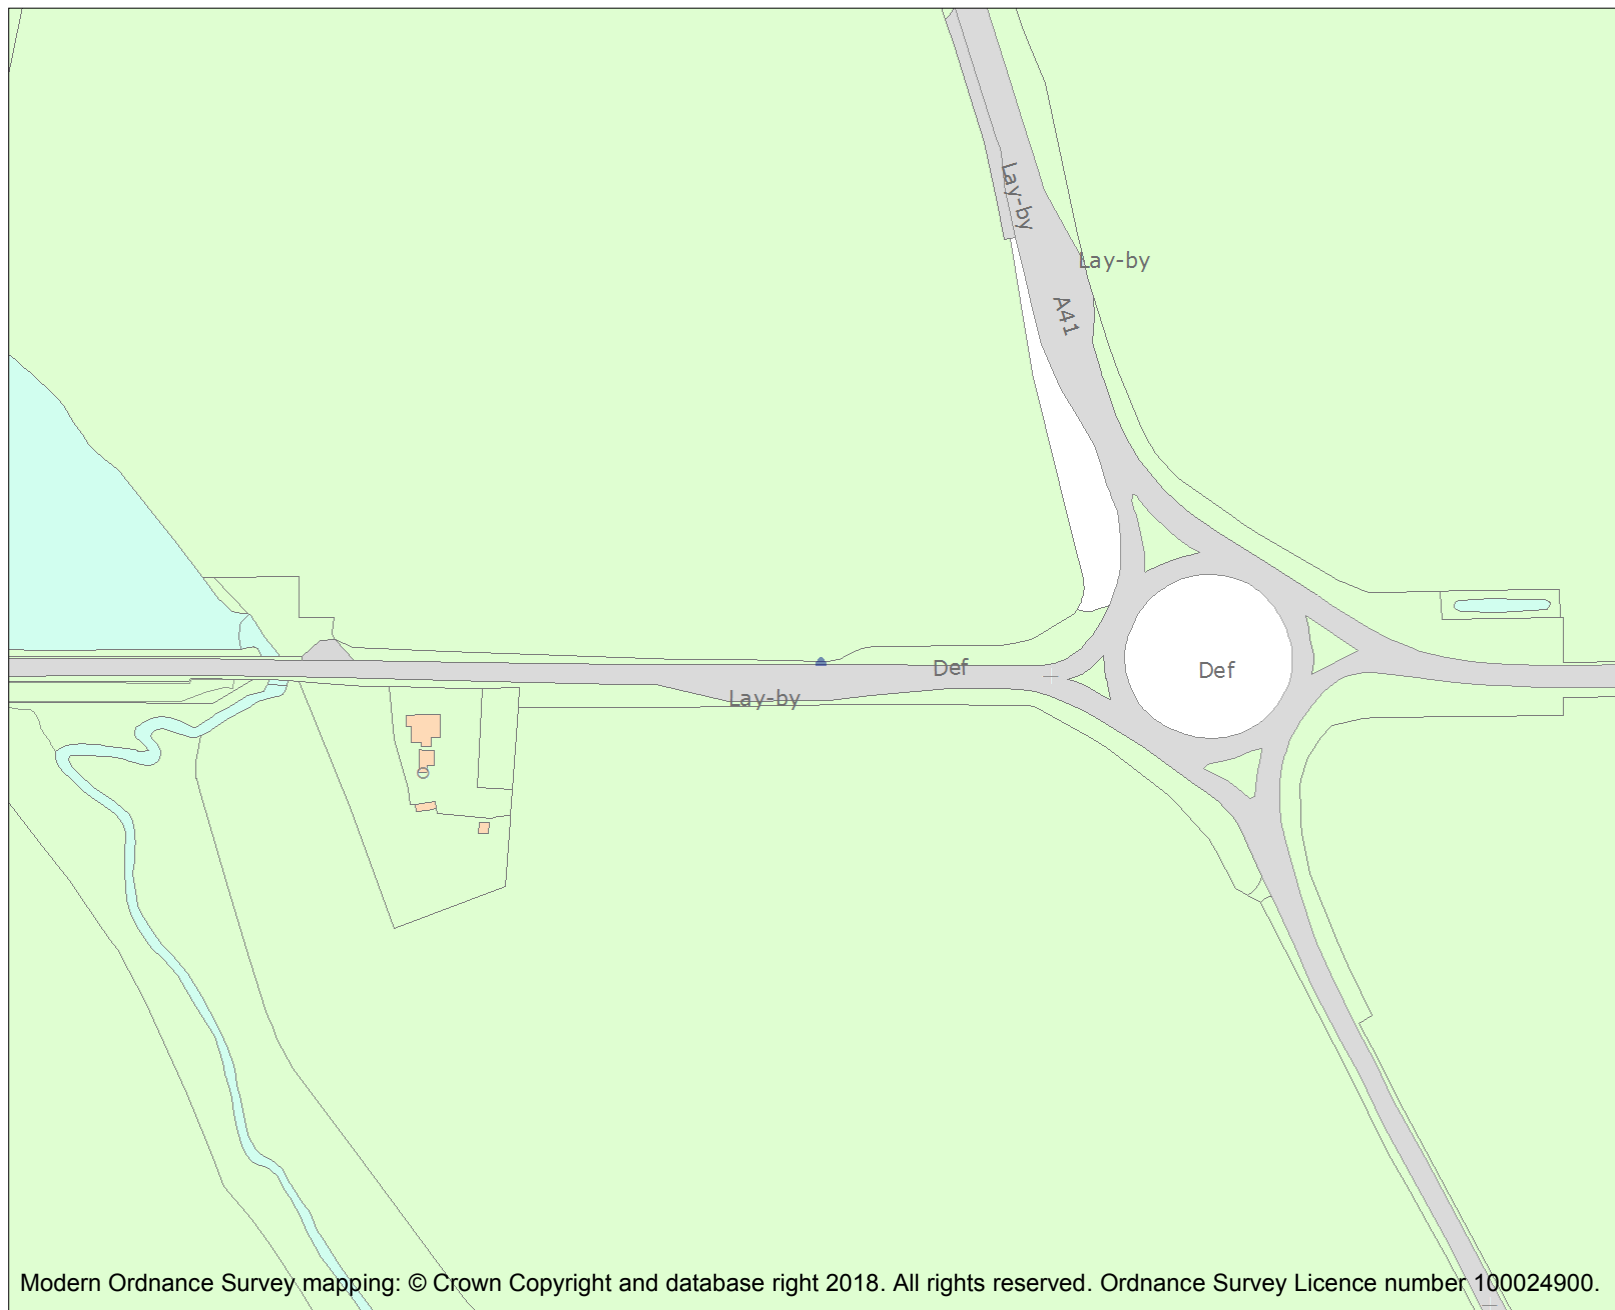 Lay-by
Lay-by
A41
Def
Def
Lay-by
Modern Ordnance Survey mapping: © Crown Copyright and database right 2018. All rights reserved. Ordnance Survey Licence number 100024900.